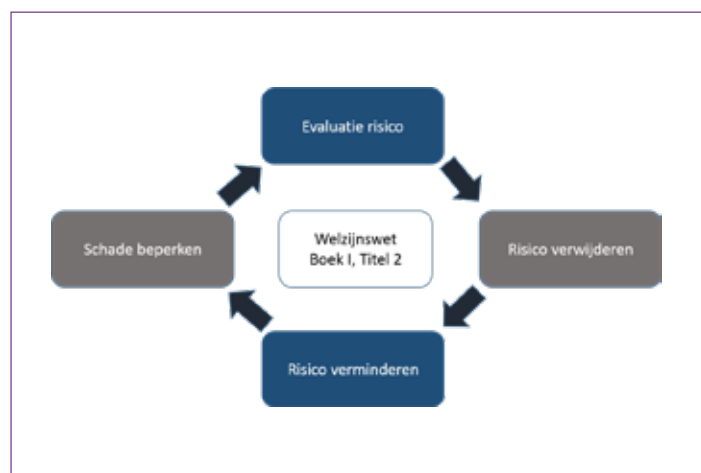 Evaluatie risico
Schade beperken
Welzijnswet
Boek I, Titel 2
Risico verwijderen
Risico verminderen